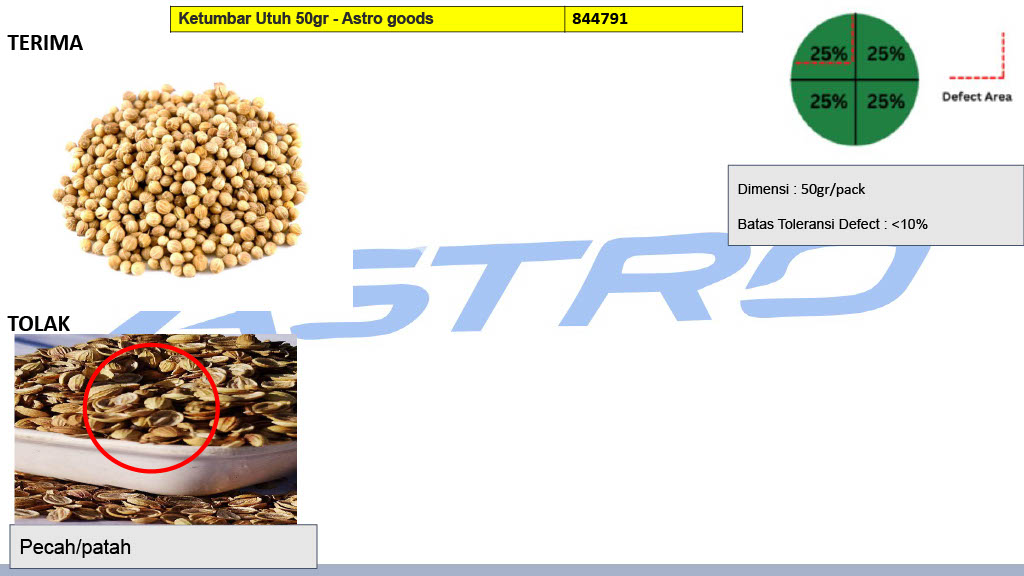 Ketumbar Utuh 50gr - Astro goods 844791
TERIMA
25% 25%
25% 25%
Defect Area
Dimensi : 50gr/pack
Batas Toleransi Defect : <10%
ASTRO
TOLAK
Pecah/patah